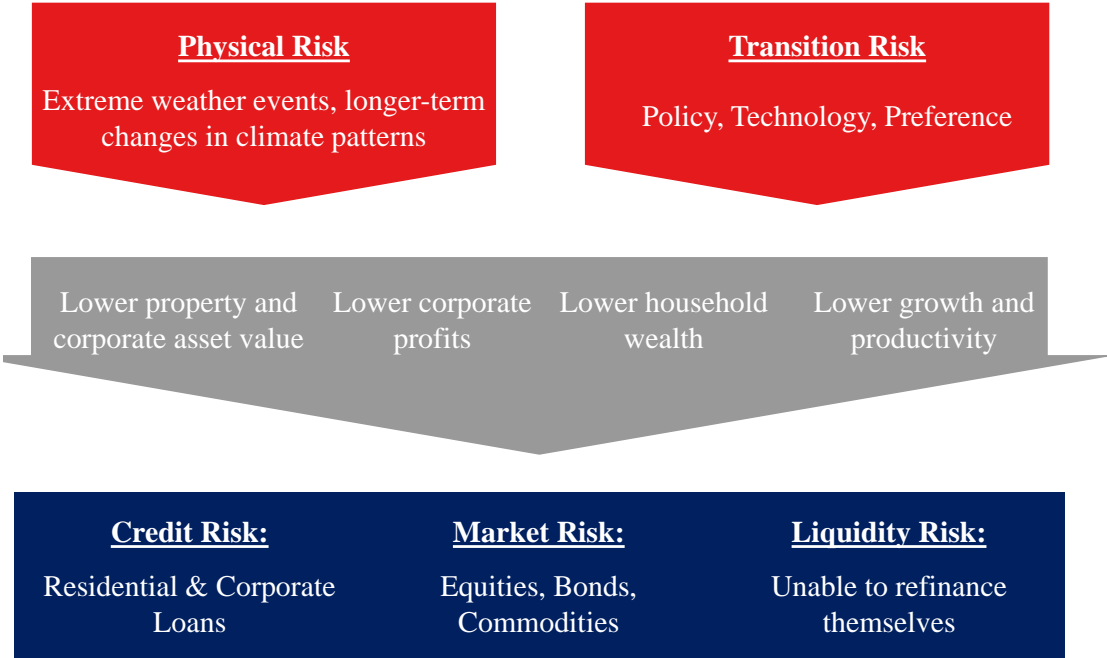 Physical Risk
Extreme weather events, longer-term
changes in climate patterns
Transition Risk
Policy, Technology, Preference
Lower property and
corporate asset value
Lower corporate
profits
Lower household
wealth
Lower growth and
productivity
Credit Risk:
Residential & Corporate
Loans
Market Risk:
Equities, Bonds,
Commodities
Liquidity Risk:
Unable to refinance
themselves